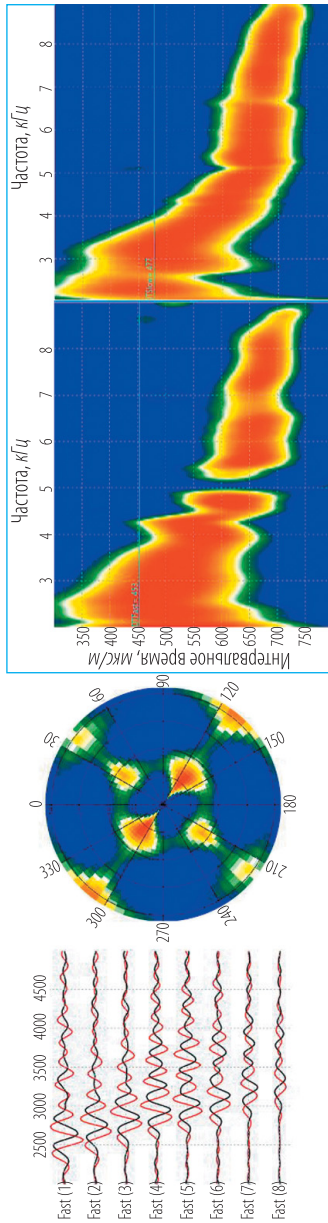 2500 3000 3500 4000 4500
Fast (1)
Fast (2)
Fast (3)
Fast (4)
Fast (5)
Fast (6)
Fast (7)
Fast (8)
0
30
60
90
120
150
180
210
240
270
300
330
Частота, кГц
Частота, кГц
3 4 5 6 7 8
3 4 5 6 7 8
Интервальное время, мкс/м
350
400
450
500
550
600
650
700
750